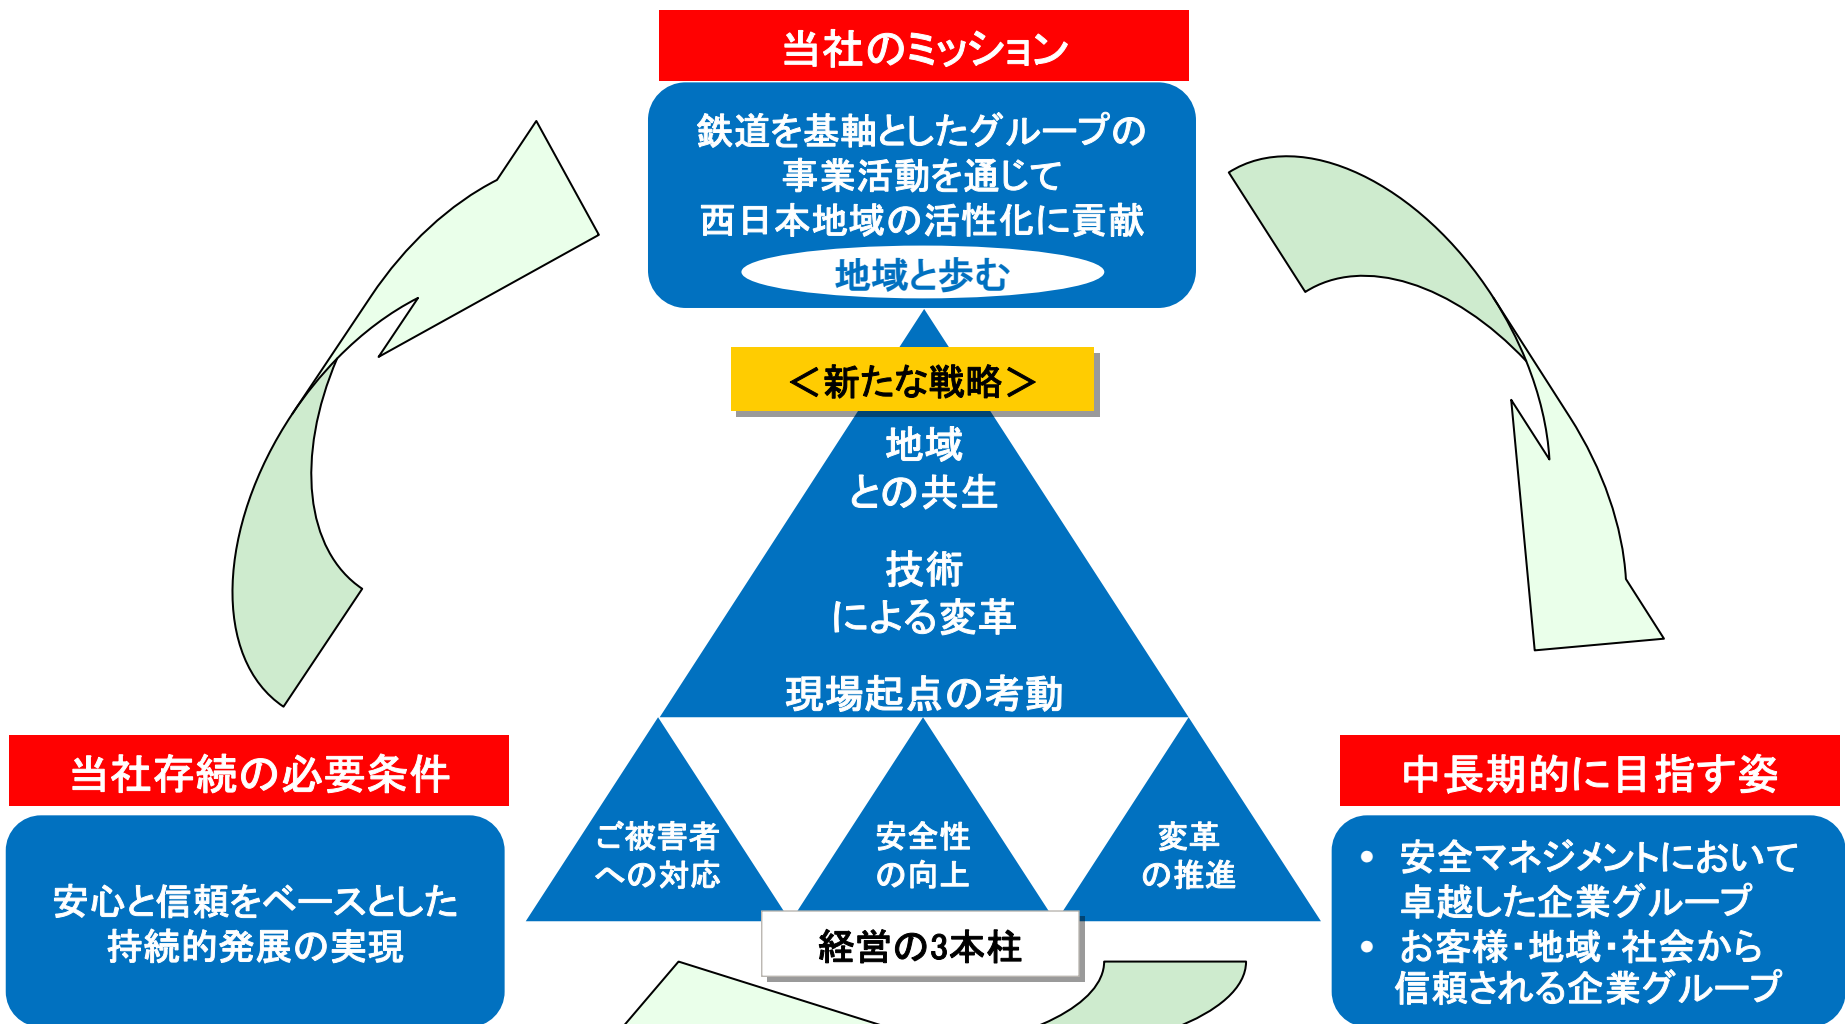 当社のミッション
鉄道を基軸としたグループの
事業活動を通じて
西日本地域の活性化に貢献
地域と歩む
＜新たな戦略＞
地域
との共生
技術
による変革
現場起点の考動
ご被害者
への対応
安全性
の向上
変革
の推進
経営の3本柱
当社存続の必要条件
安心と信頼をベースとした
持続的発展の実現
中長期的に目指す姿
• 安全マネジメントにおいて
卓越した企業グループ
• お客様・地域・社会から
信頼される企業グループ